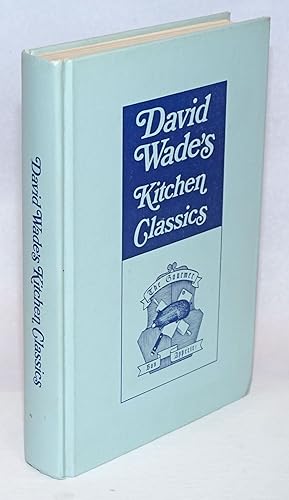 David
Wade's
Kitchen
Classics
The Gourmet
Bon Appetit!
David Wade's Kitchen Classics